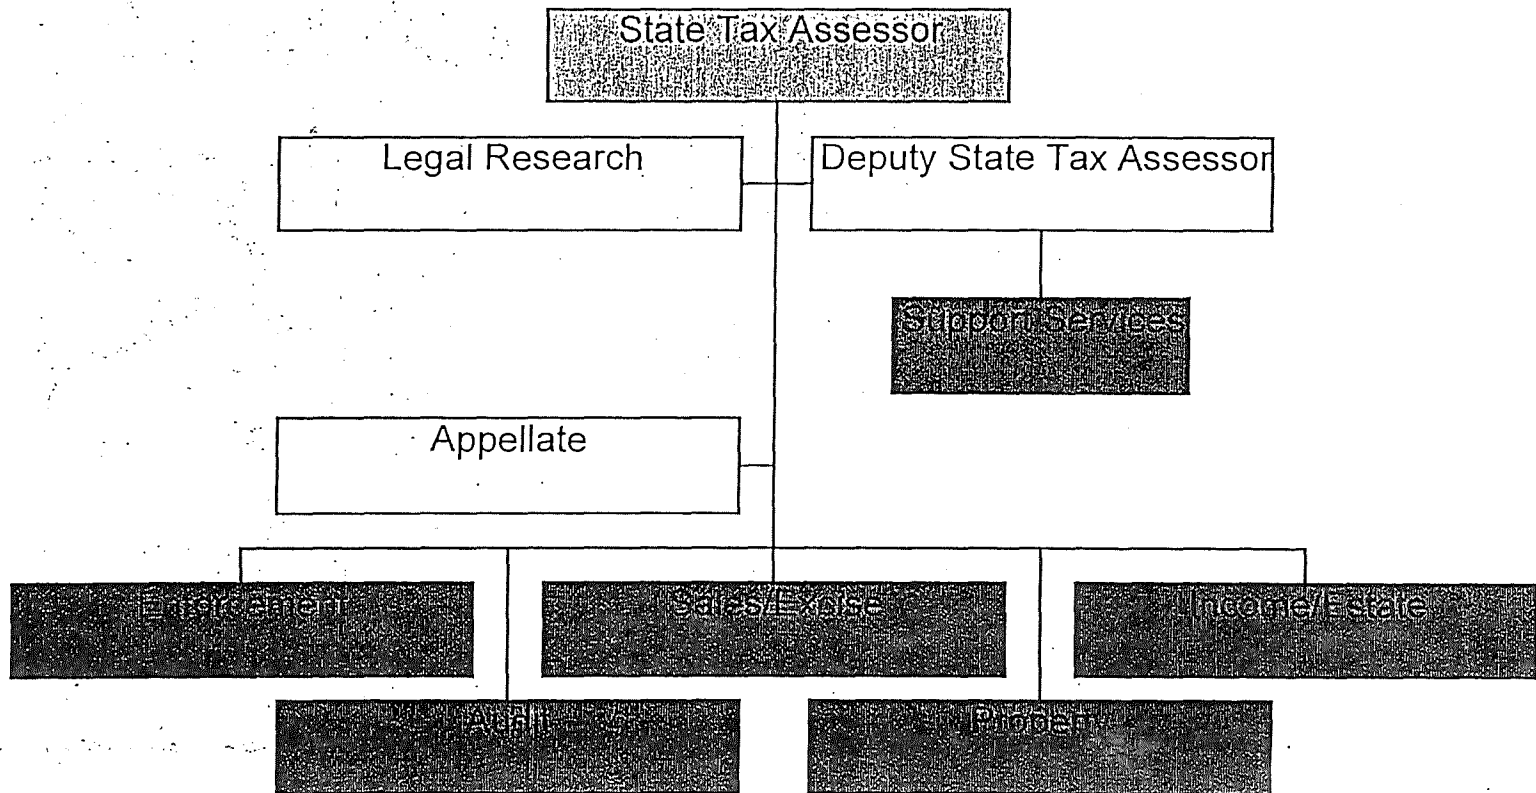 State Tax Assessor
Legal Research
Deputy State Tax Assessor
Support Services
Appellate
Enforcement
Sales/Excise
Income/Estate
Audit
Property